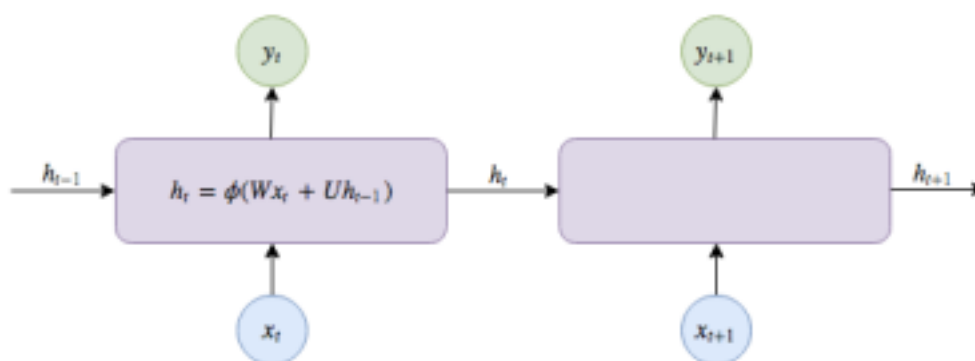 y_t
y_{t+1}
h_{t-1}
h_t = ϕ(Wx_t + Uh_{t-1})
h_t
h_{t+1}
x_t
x_{t+1}